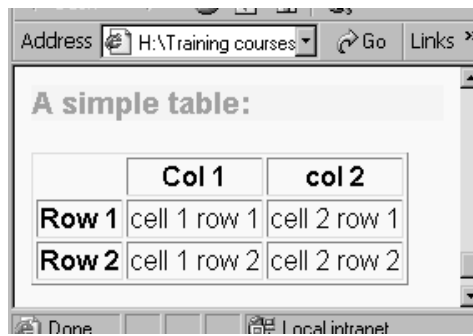 Address H:\Training courses Go Links »
A simple table:
Col 1 col 2
Row 1 cell 1 row 1 cell 2 row 1
Row 2 cell 1 row 2 cell 2 row 2
Done Local intranet